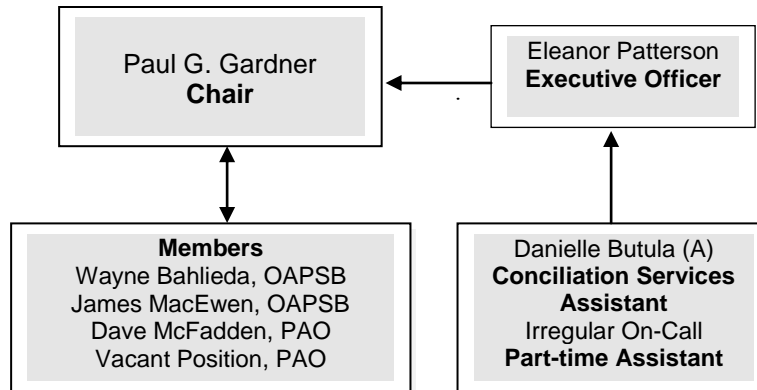 Paul G. Gardner
Chair
Eleanor Patterson
Executive Officer
.
Members
Wayne Bahlieda, OAPSB
James MacEwen, OAPSB
Dave McFadden, PAO
Vacant Position, PAO
Danielle Butula (A)
Conciliation Services
Assistant
Irregular On-Call
Part-time Assistant